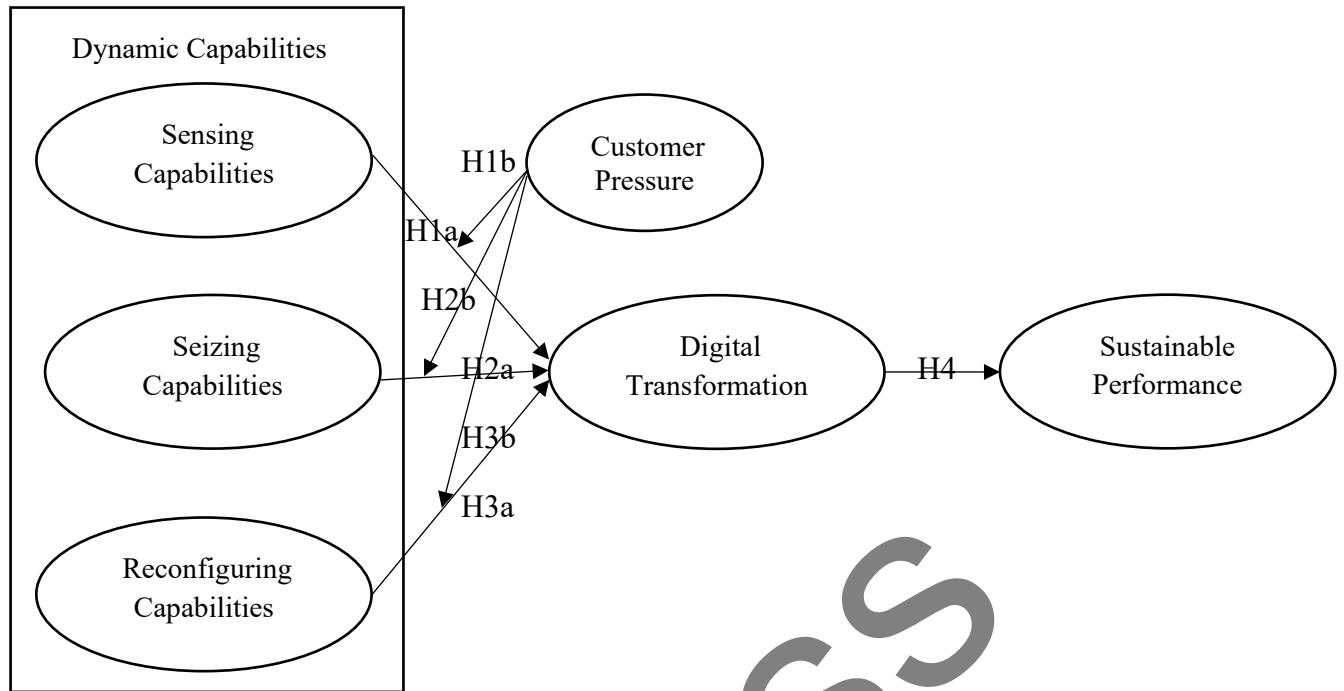 Dynamic Capabilities
Sensing
Capabilities
H1b
Customer
Pressure
H1a
H2b
Seizing
Capabilities
H2a
Digital
Transformation
H4
Sustainable
Performance
H3b
H3a
Reconfiguring
Capabilities